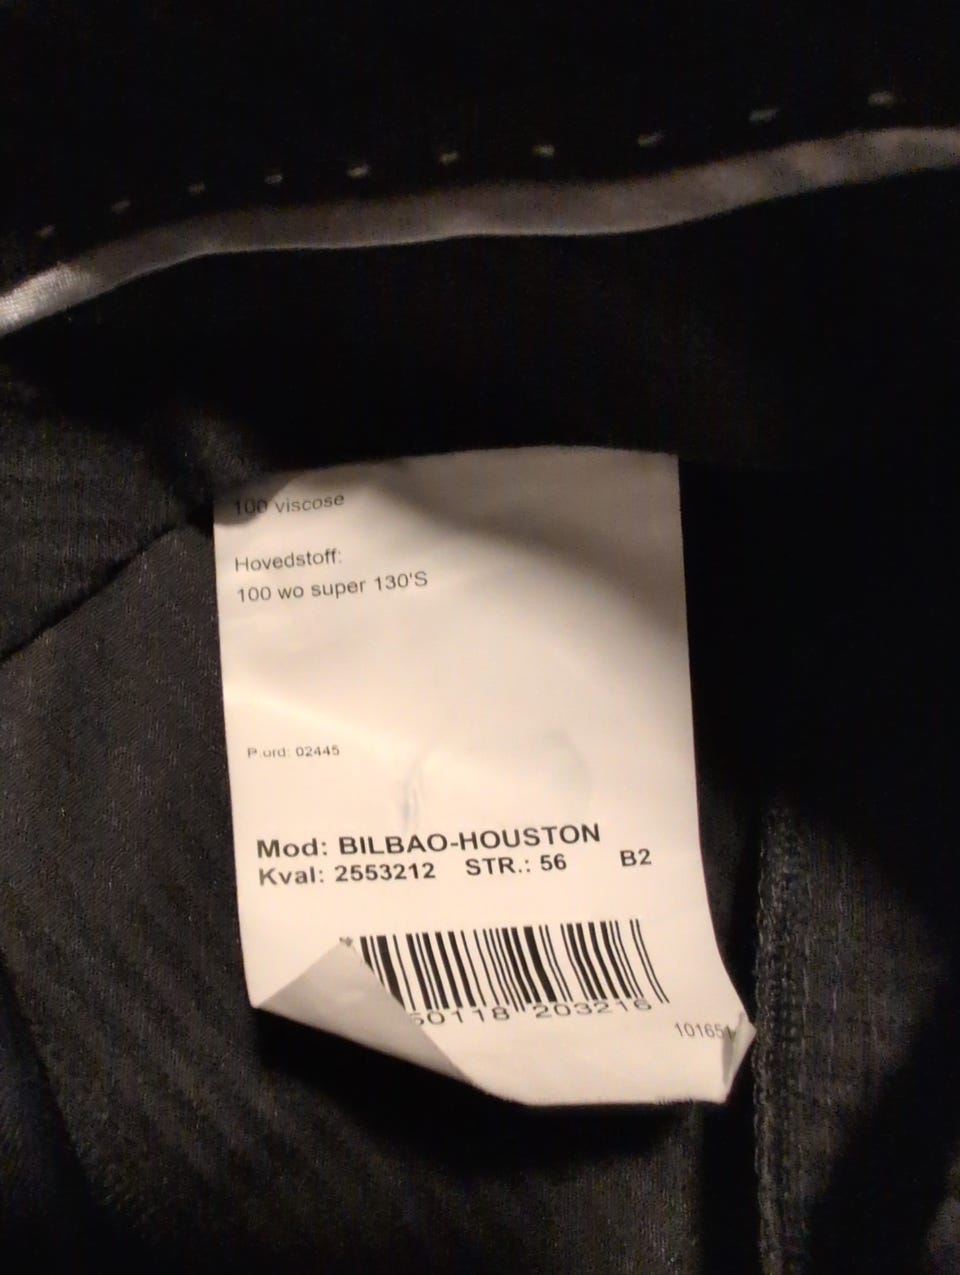 100 viscose
Hovedstoff:
100 wo super 130'S
P.ord: 02445
Mod: BILBAO-HOUSTON
Kval: 2553212 STR.: 56 B2
50118 203216
101651